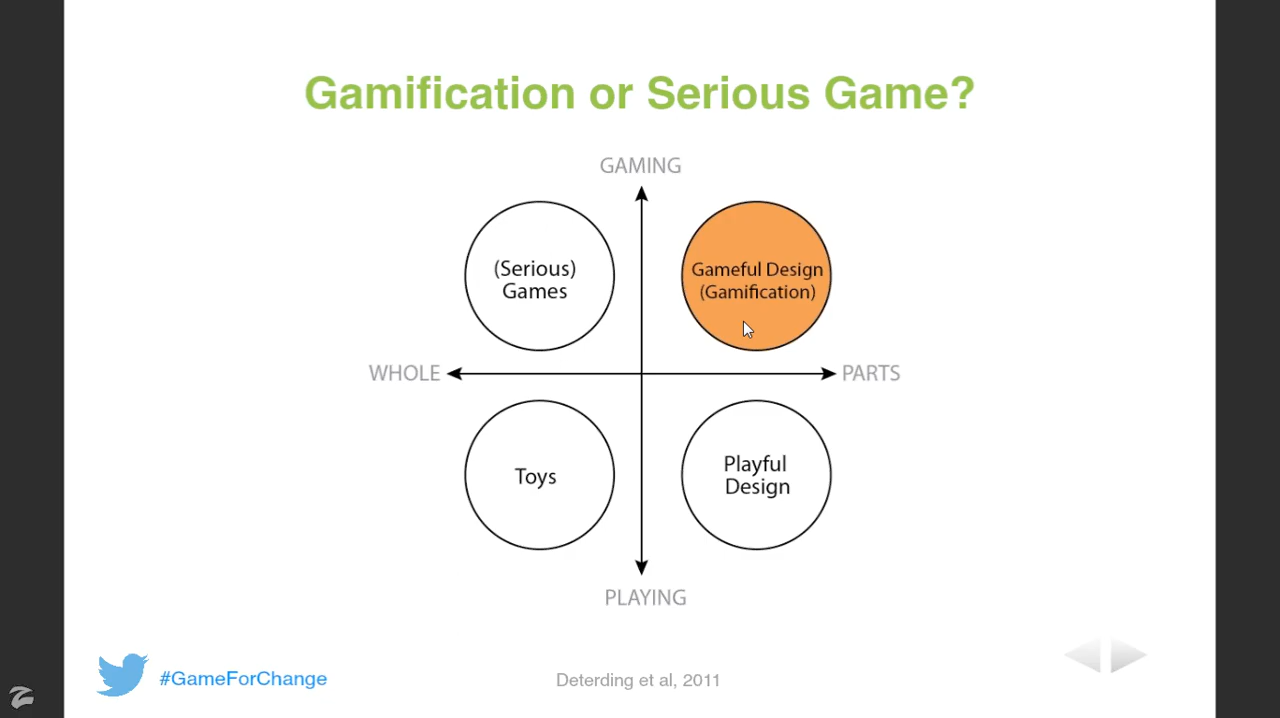 Gamification or Serious Game?
GAMING
(Serious)
Games
Gameful Design
(Gamification)
WHOLE
PARTS
Toys
Playful
Design
PLAYING
#GameForChange
Deterding et al, 2011